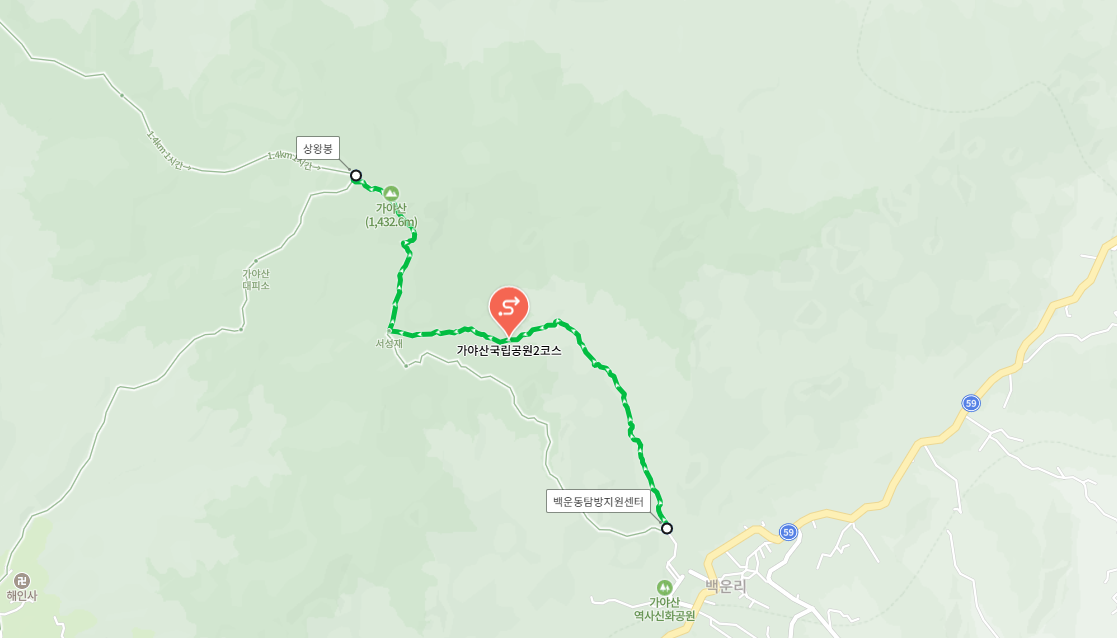 1.4km 1시간
1.4km 1시간
상왕봉
가야산
(1,432.6m)
가야산
대피소
서성재
가야산국립공원2코스
59
백운동탐방지원센터
59
백운리
해인사
가야산
역사신화공원